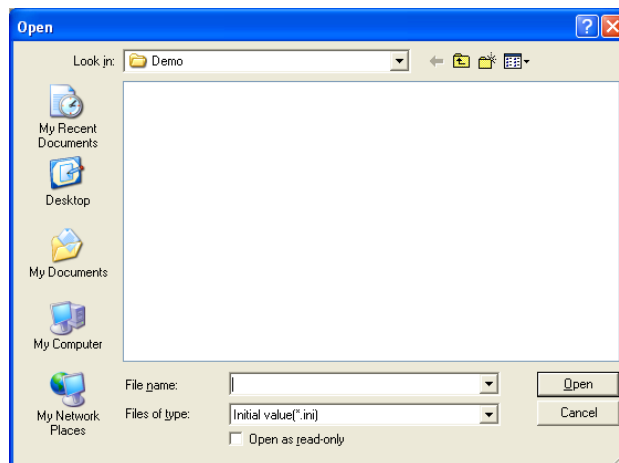 Open
Look in: Demo
My Recent
Documents
Desktop
My Documents
My Computer
My Network
Places
File name:
Open
Files of type: Initial value(*.ini)
Cancel
Open as read-only